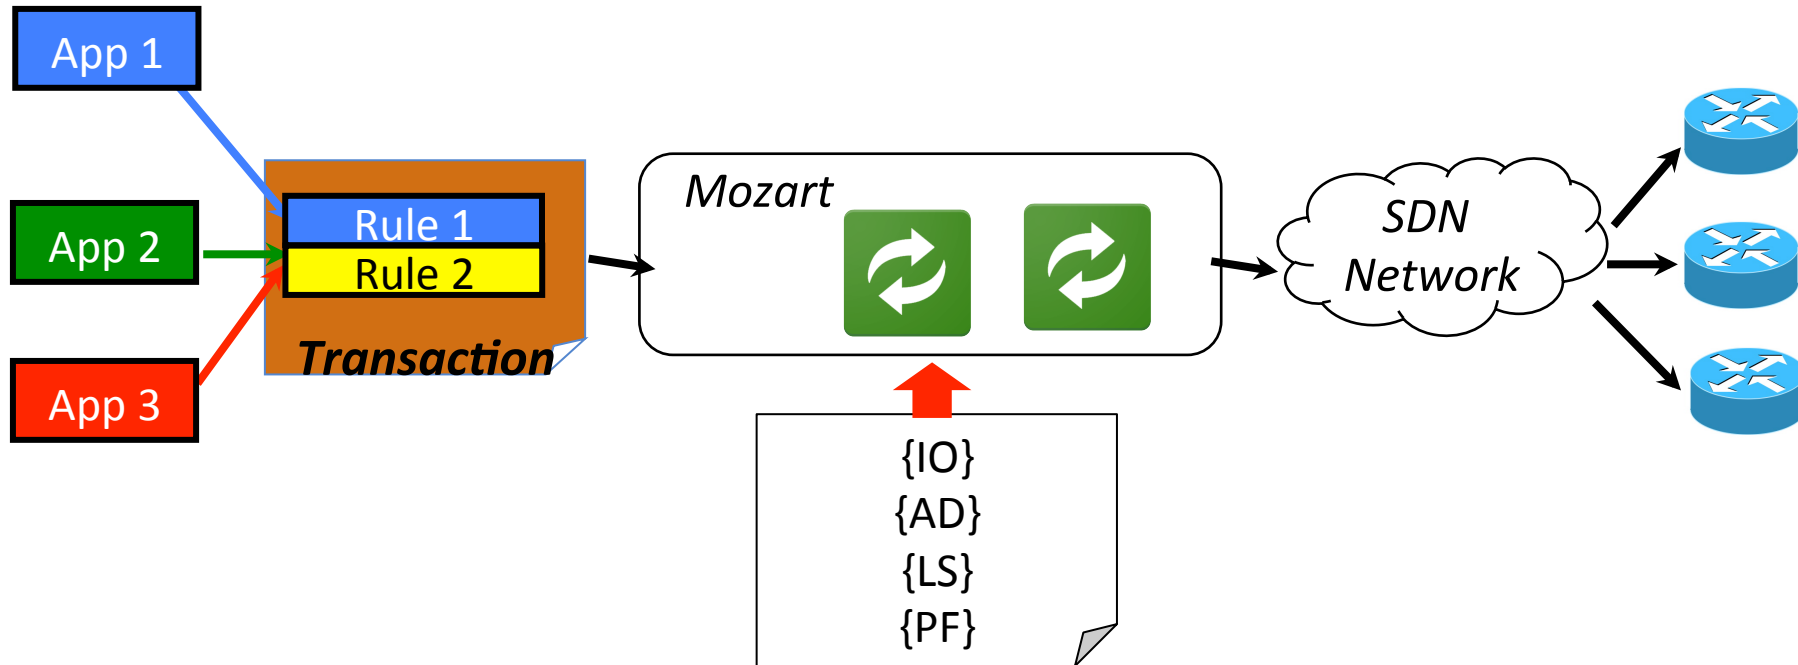 App 1
App 2
App 3
Rule 1
Rule 2
Transaction
Mozart
SDN
Network
{IO}
{AD}
{LS}
{PF}